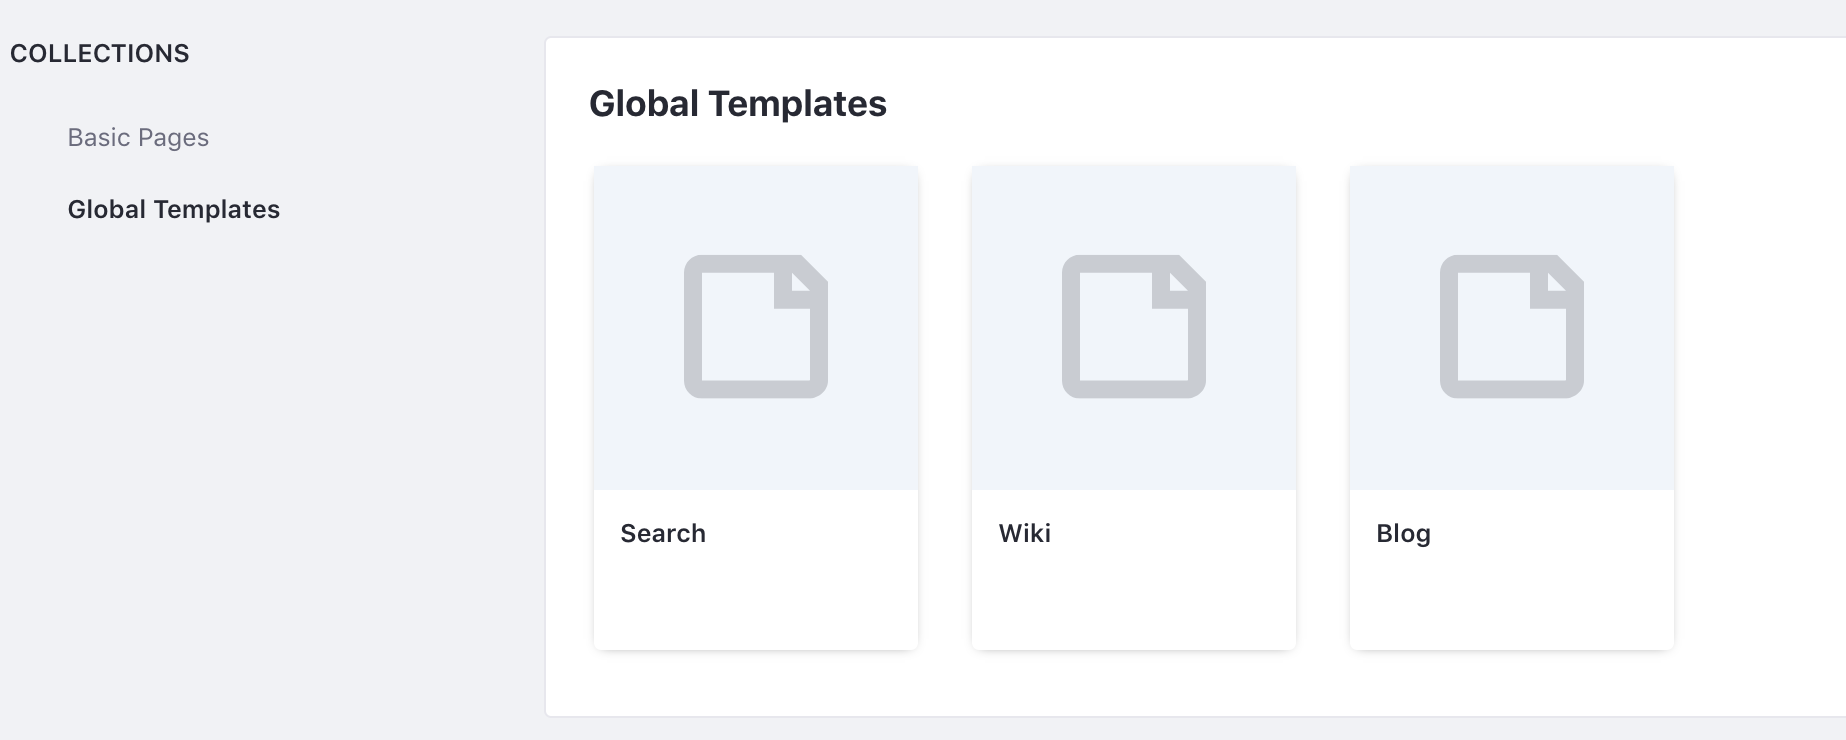 COLLECTIONS
Basic Pages
Global Templates
Global Templates
Search
Wiki
Blog